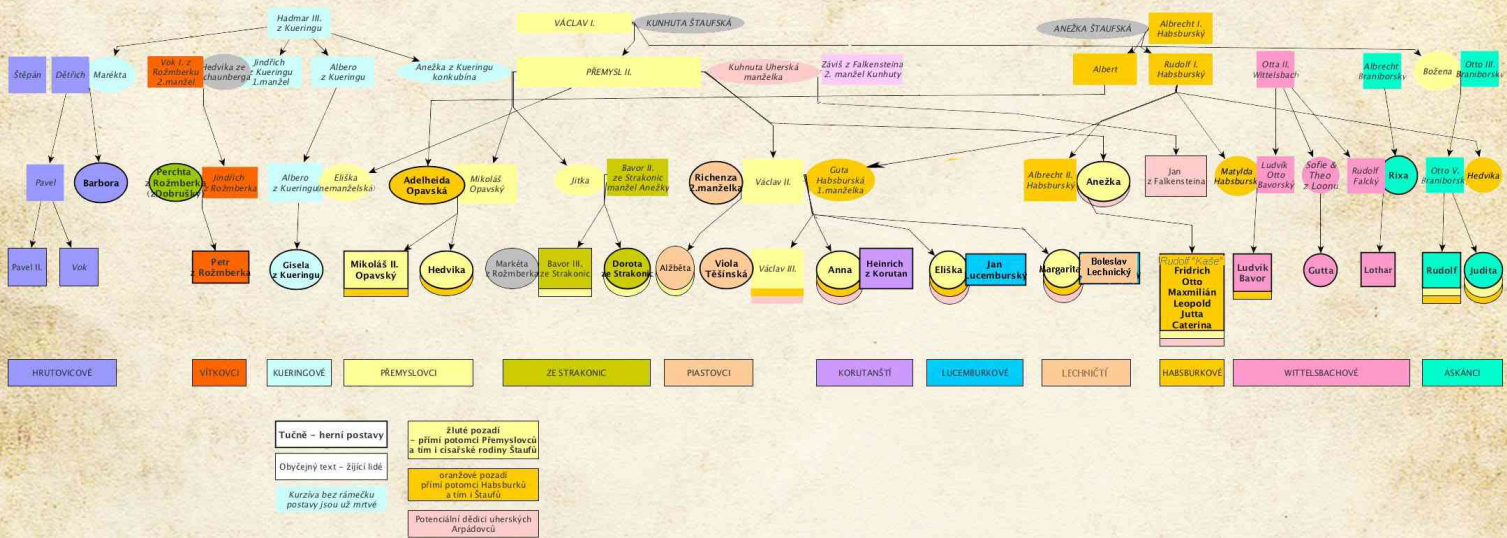 Hadmar III.
z Kueringu
VÁCLAV I.
KUNHUTA ŠTAUFSKÁ
ANEŽKA ŠTAUFSKÁ
Albrecht I.
Habsburský
Štěpán
Dětřich
Marékta
Vok I. z
Rožmberku
2.manžel
Hedvika ze
Schaunberga
Jindřich
z Kueringu
1.manžel
Albero
z Kueringu
Anežka z Kueringu
konkubína
PŘEMYSL II.
Kuhnuta Uherská
manželka
Záviš z Falkensteina
2. manžel Kunhuty
Albert
Rudolf I.
Habsburský
Otta II.
Wittelsbach
Albrecht
Braniborský
Božena
Otto III.
Braniborský
Pavel
Barbora
Perchta
z Rožmberka
(zDobrušky)
Jindřich
z Rožmberka
Albero
z Kueringu
Eliška
(nemanželská)
Adelheida
Opavská
Mikoláš
Opavský
Jitka
Bavor II.
ze Strakonic
manžel Anežky
Richenza
2.manželka
Václav II.
Guta
Habsburská
1.manželka
Albrecht II.
Habsburský
Anežka
Jan
z Falkensteina
Matylda
Habsburská
Ludvík
Otto
Bavorský
Sofie &
Theo
z Loonu
Rudolf
Falcký
Rixa
Otto V.
Braniborský
Hedvika
Pavel II.
Vok
Petr
z Rožmberka
Gisela
z Kueringu
Mikoláš II.
Opavský
Hedvika
Markéta
z Rožmberka
Bavor III.
ze Strakonic
Dorota
ze Strakonic
Alžběta
Viola
Těšínská
Václav III.
Anna
Heinrich
z Korutan
Eliška
Jan
Lucemburský
Margarita
Boleslav
Lechnický
Rudolf "Kaše"
Fridrich
Otto
Maxmilián
Leopold
Jutta
Caterina
Ludvik
Bavor
Gutta
Lothar
Rudolf
Judita
HRUTOVICOVÉ
VÍTKOVCI
KUERINGOVÉ
PŘEMYSLOVCI
ZE STRAKONIC
PIASTOVCI
KORUTANŠTÍ
LUCEMBURKOVÉ
LECHNIČTÍ
HABSBURKOVÉ
WITTELSBACHOVÉ
ASKÁNCI
Tučně – herní postavy
Obyčejný text – žijící lidé
Kurzíva bez rámečku
postavy jsou už mrtvé
žluté pozadí
– přímí potomci Přemyslovců
a tím i císařské rodiny Štaufů
oranžové pozadí
přímí potomci Habsburků
a tím i Štaufů
Potenciální dědici uherských
Arpádovců